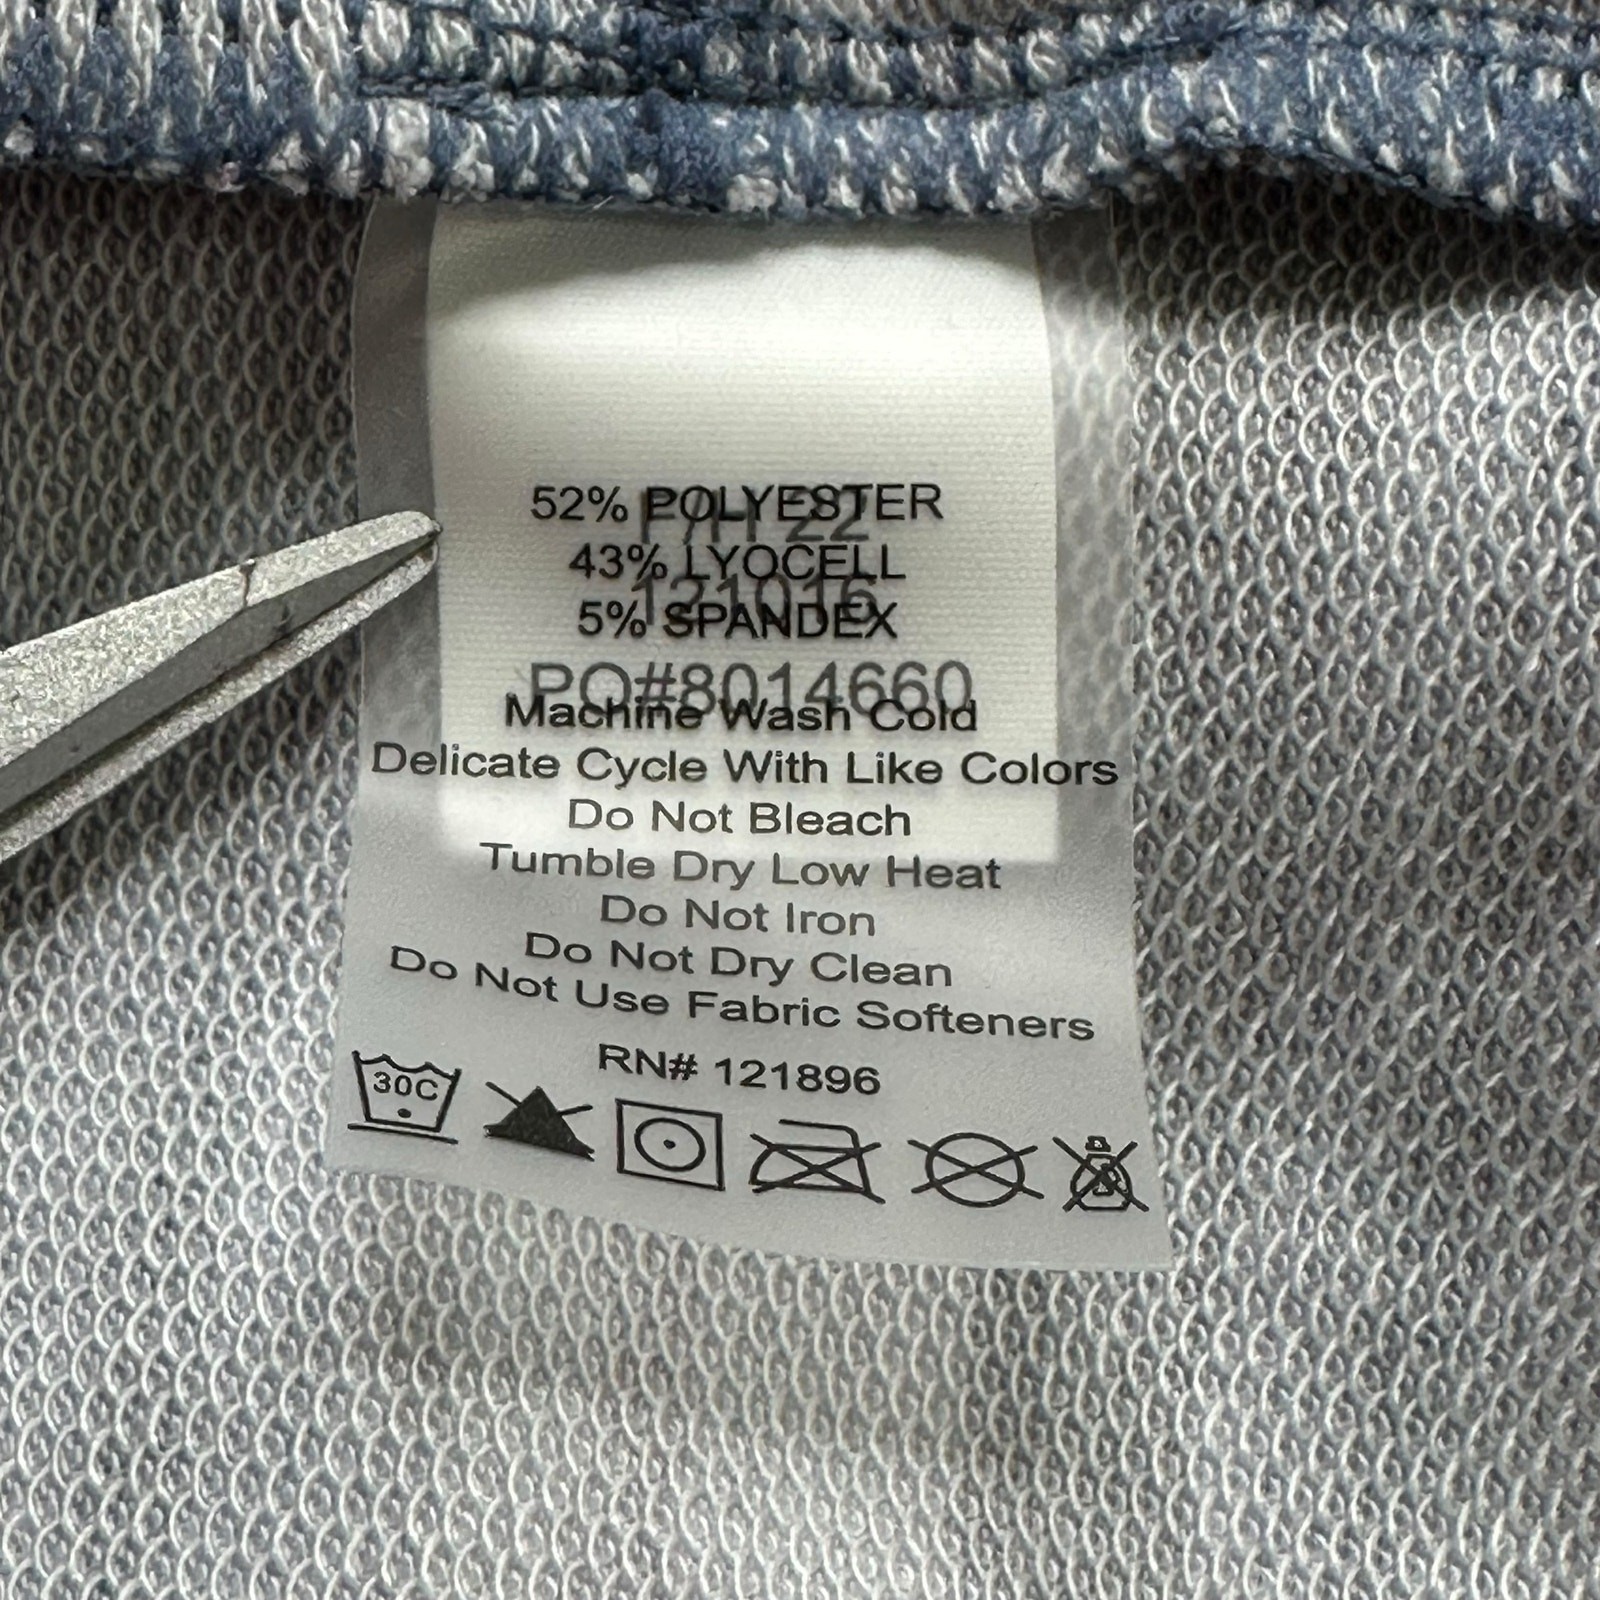 52% POLYESTER
F/H 22
43% LYOCELL
121016
5% SPANDEX
PO#8014660
Machine Wash Cold
Delicate Cycle With Like Colors
Do Not Bleach
Tumble Dry Low Heat
Do Not Iron
Do Not Dry Clean
Do Not Use Fabric Softeners
RN# 121896
30C